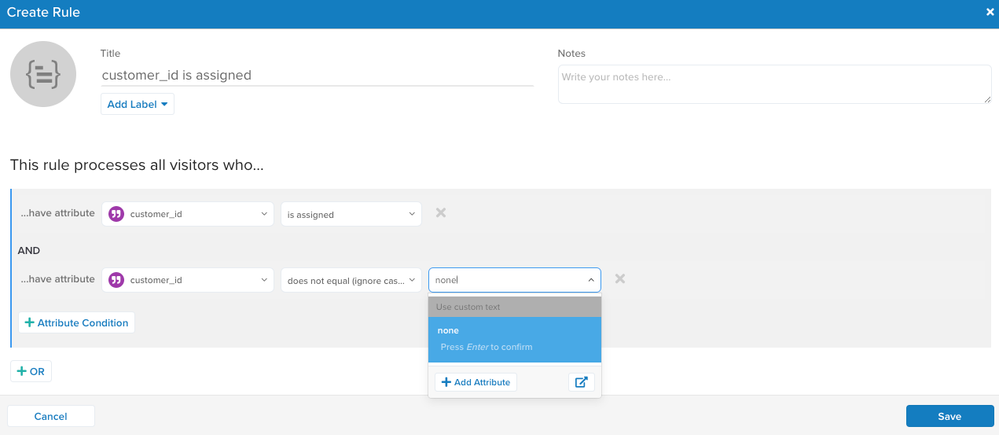 Create Rule
Title
Notes
customer_id is assigned
Write your notes here...
Add Label
This rule processes all visitors who...
...have attribute customer_id is assigned
AND
...have attribute customer_id does not equal (ignore cas... none
Use custom text
none
Press Enter to confirm
+ Attribute Condition
+ Add Attribute
+ OR
Cancel
Save